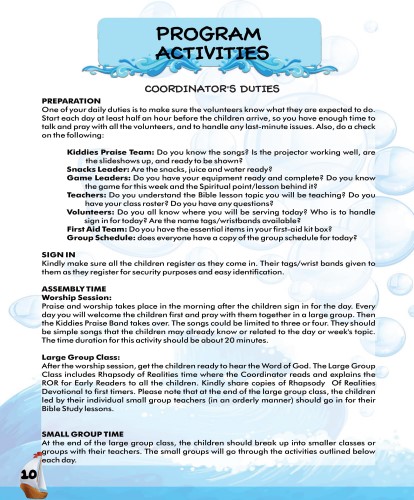 PROGRAM
ACTIVITIES
COORDINATOR'S DUTIES
PREPARATION
One of your daily duties is to make sure the volunteers know what they are expected to do.
Start each day at least half an hour before the children arrive, so you have enough time to
talk and pray with all the volunteers, and to handle any last-minute issues. Also, do a check
on the following:
Kiddies Praise Team: Do you know the songs? Is the projector working well, are
the slideshows up, and ready to be shown?
Snacks Leader: Are the snacks, juice and water ready?
Game Leaders: Do you have your equipment ready and complete? Do you know
the game for this week and the Spiritual point/lesson behind it?
Teachers: Do you understand the Bible lesson topic you will be teaching? Do you
have your class roster? Do you have any questions?
Volunteers: Do you all know where you will be serving today? Who is to handle
sign in for today? Are the name tags/wristbands available?
First Aid Team: Do you have the essential items in your first-aid kit box?
Group Schedule: does everyone have a copy of the group schedule for today?
SIGN IN
Kindly make sure all the children register as they come in. Their tags/wrist bands given to
them as they register for security purposes and easy identification.
ASSEMBLY TIME
Worship Session:
Praise and worship takes place in the morning after the children sign in for the day. Every
day you will welcome the children first and pray with them together in a large group. Then
the Kiddies Praise Band takes over. The songs could be limited to three or four. They should
be simple songs that the children may already know or related to the day or week's topic.
The time duration for this activity should be about 20 minutes.
Large Group Class:
After the worship session, get the children ready to hear the Word of God. The Large Group
Class includes Rhapsody of Realities time where the Coordinator reads and explains the
ROR for Early Readers to all the children. Kindly share copies of Rhapsody Of Realities
Devotional to first timers. Please note that at the end of the large group class, the children
led by their individual small group teachers (in an orderly manner) should go in for their
Bible Study lessons.
SMALL GROUP TIME
At the end of the large group class, the children should break up into smaller classes or
groups with their teachers. The small groups will go through the activities outlined below
each day.
10